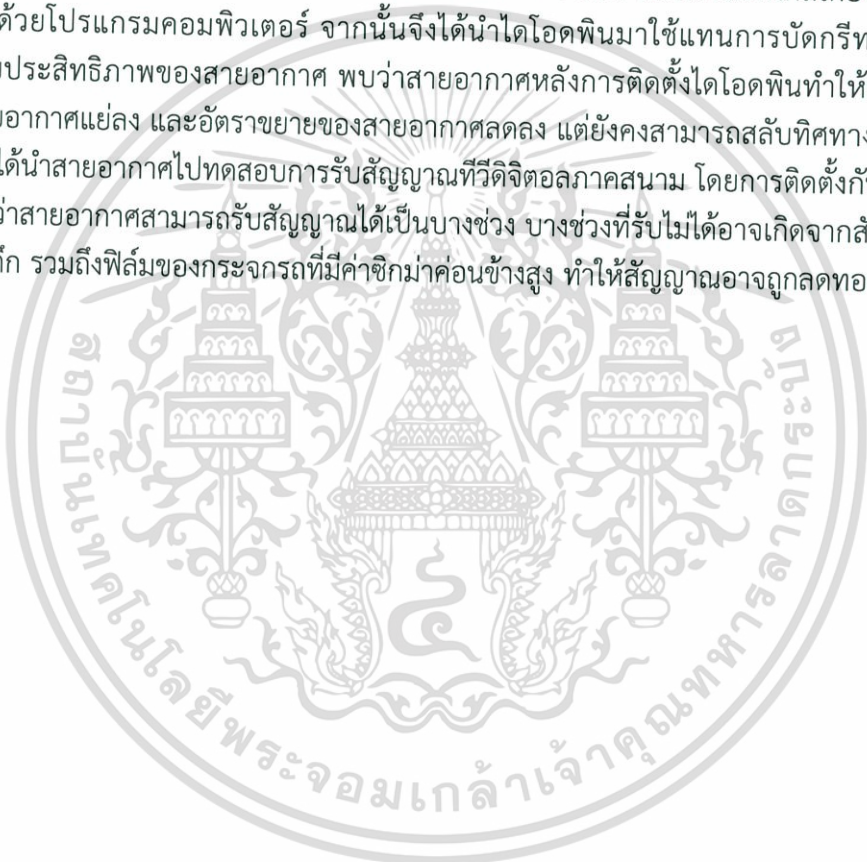 ด้วยโปรแกรมคอมพิวเตอร์ จากนั้นจึงได้นำไดโอดพินมาใช้แทนการบัดกรีท
ประสิทธิภาพของสายอากาศ พบว่าสายอากาศหลังการติดตั้งไดโอดพินทำให้
อากาศแย่ลง และอัตราขยายของสายอากาศลดลง แต่ยังคงสามารถสลับทิศทาง
ได้นำสายอากาศไปทดสอบการรับสัญญาณทีวีดิจิตอลภาคสนาม โดยการติดตั้งกั
ว่าสายอากาศสามารถรับสัญญาณได้เป็นบางช่วง บางช่วงที่รับไม่ได้อาจเกิดจากสั
รวมถึงฟิล์มของกระจกรถที่มีค่าซิกม่าค่อนข้างสูง ทำให้สัญญาณอาจถูกลดทอ
สถาบันเทคโนโลยีพระจอมเกล้าเจ้าคุณทหารลาดกระบัง